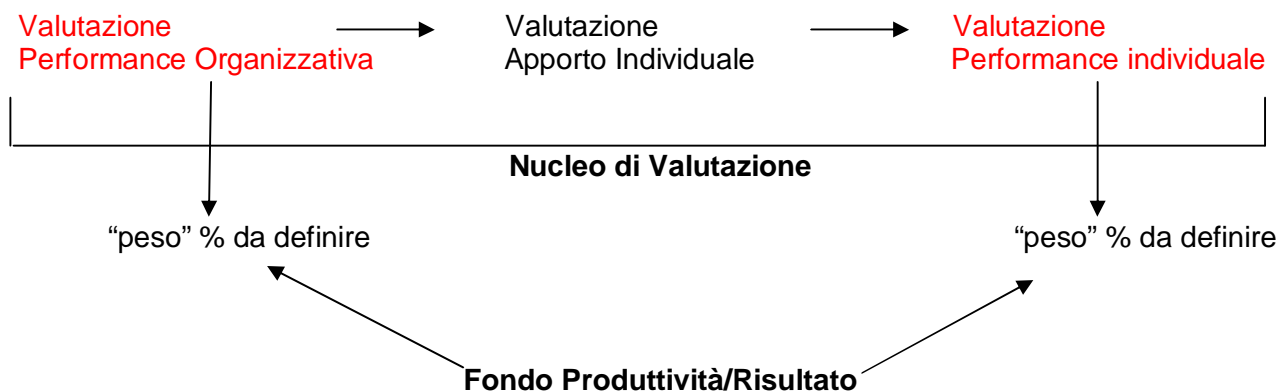 Valutazione
Performance Organizzativa
Valutazione
Apporto Individuale
Valutazione
Performance individuale
Nucleo di Valutazione
“peso” % da definire
“peso” % da definire
Fondo Produttività/Risultato